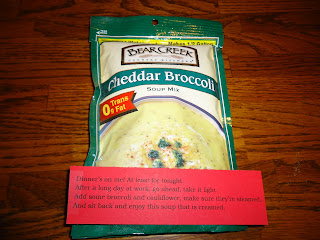 Makes 1/2 Gallon
BEAR CREEK
COUNTRY KITCHENS
Cheddar Broccoli
SOUP MIX
0g Trans Fat
Dinner's on me! At least for tonight.
After a long day at work, go ahead, take it light.
Add some broccoli and cauliflower, make sure they're steamed.
And sit back and enjoy this soup that is creamed.